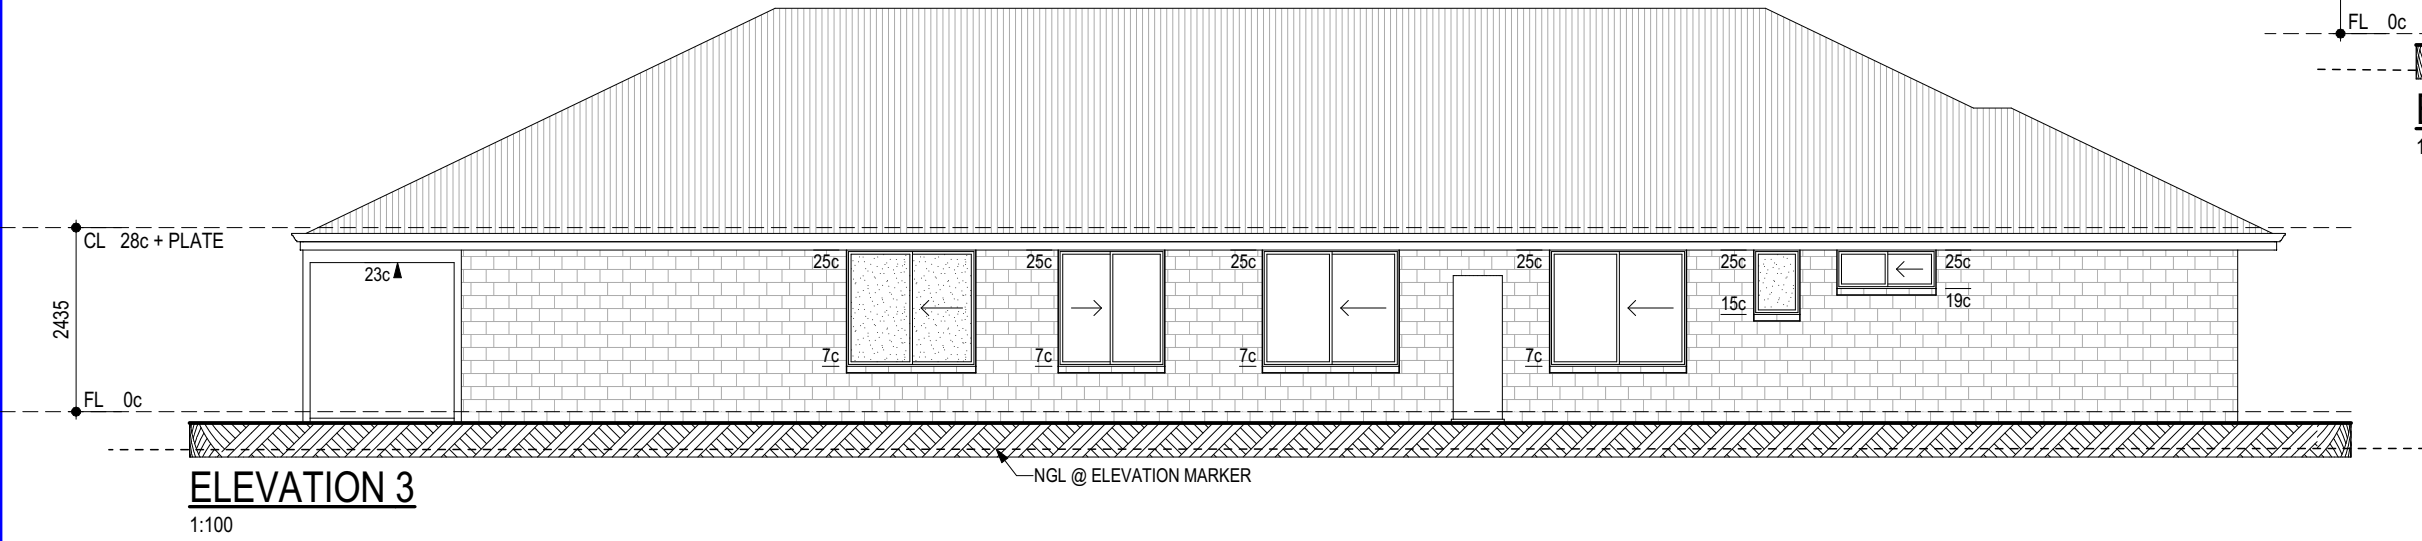 FL 0c
CL 28c + PLATE
23c
25c 25c 25c 25c 25c 25c
15c 19c
2435
7c 7c 7c 7c
FL 0c
NGL @ ELEVATION MARKER
ELEVATION 3
1:100